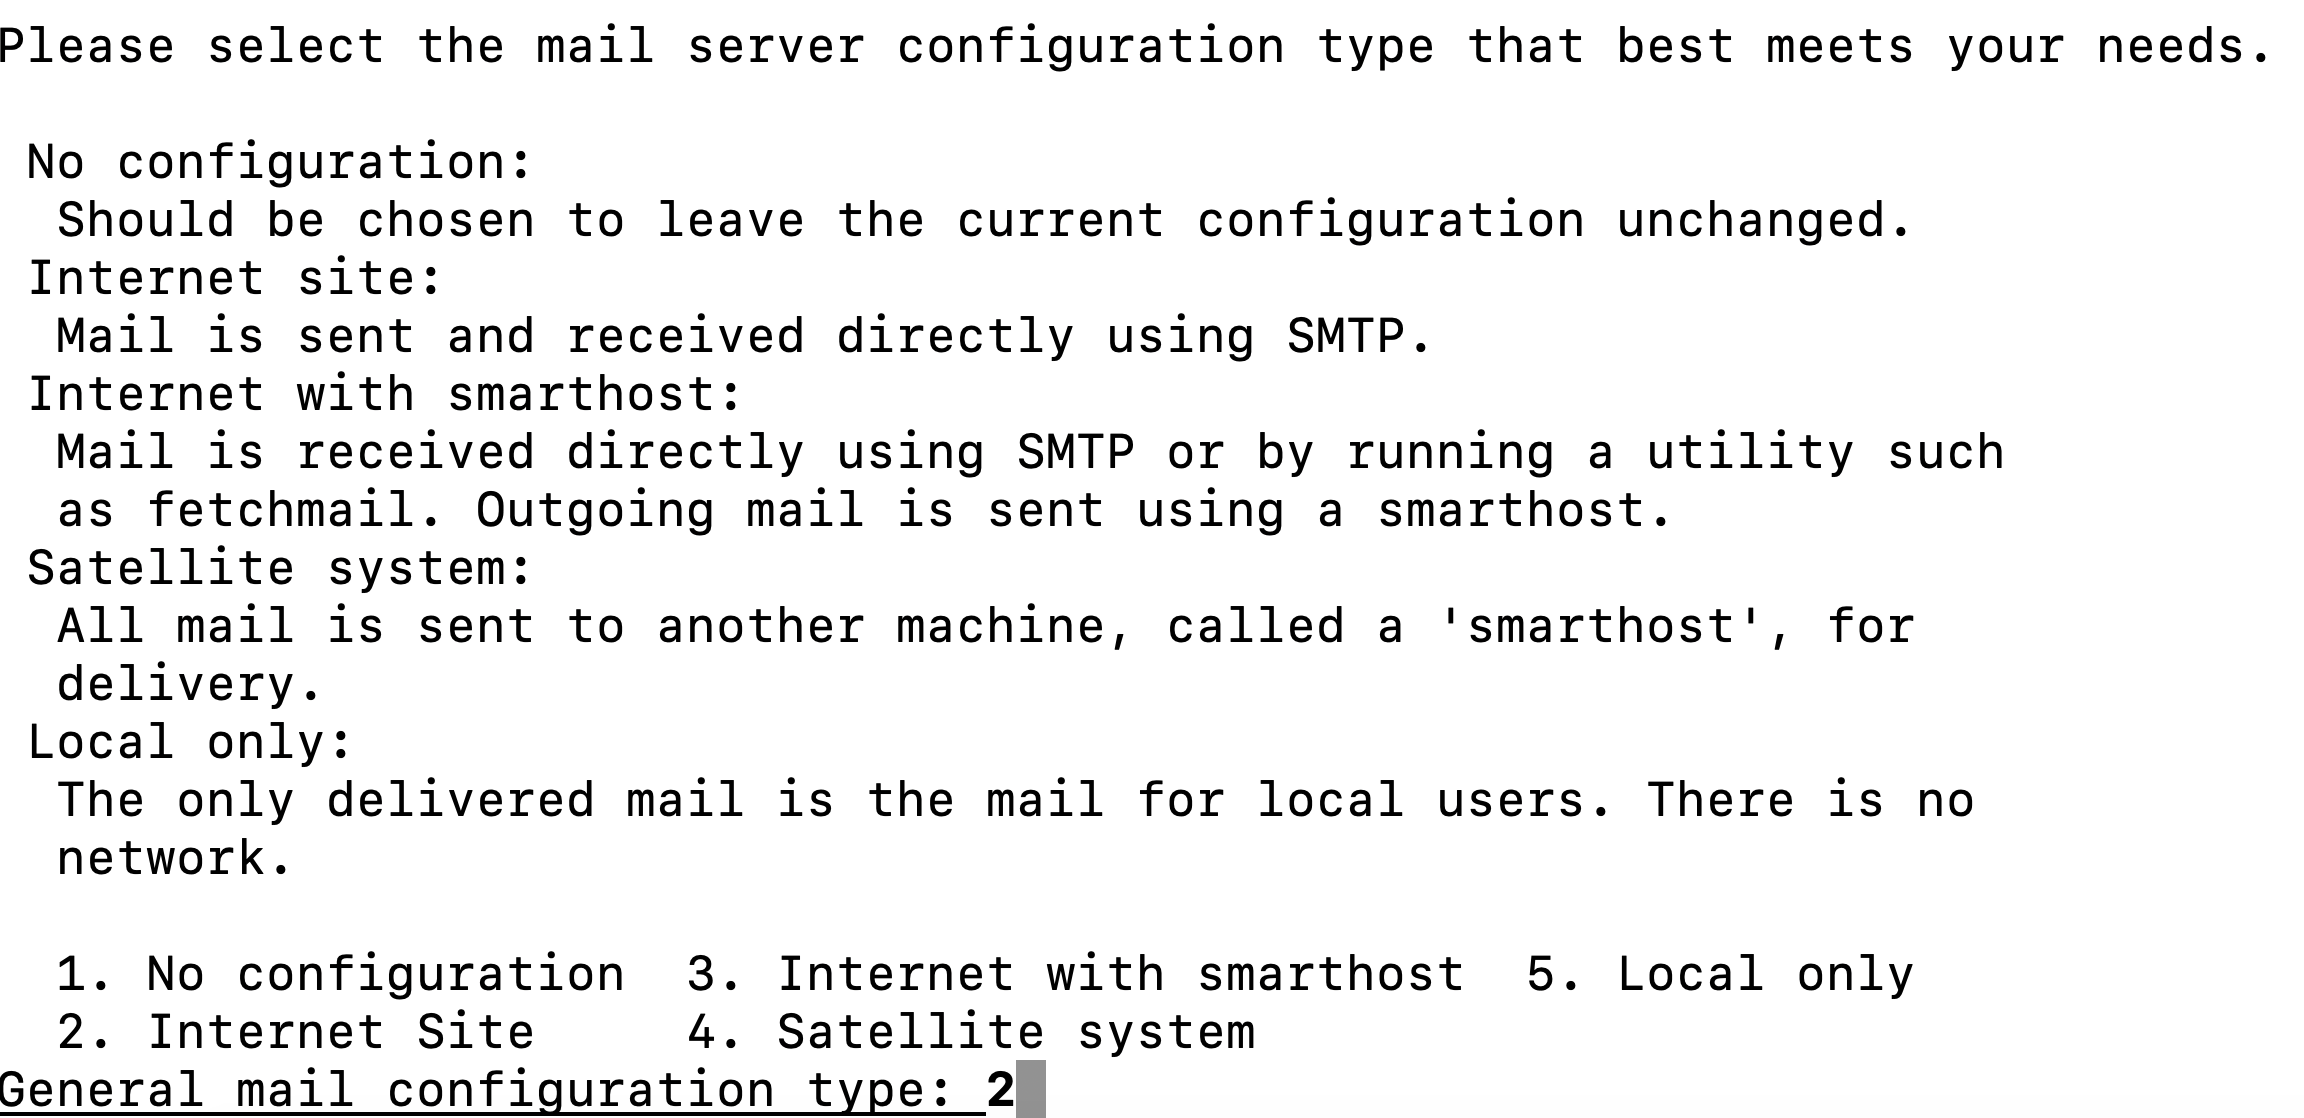 Please select the mail server configuration type that best meets your needs.

 No configuration:
  Should be chosen to leave the current configuration unchanged.
 Internet site:
  Mail is sent and received directly using SMTP.
 Internet with smarthost:
  Mail is received directly using SMTP or by running a utility such
  as fetchmail. Outgoing mail is sent using a smarthost.
 Satellite system:
  All mail is sent to another machine, called a 'smarthost', for
  delivery.
 Local only:
  The only delivered mail is the mail for local users. There is no
  network.

  1. No configuration  3. Internet with smarthost  5. Local only
  2. Internet Site     4. Satellite system
General mail configuration type: 2